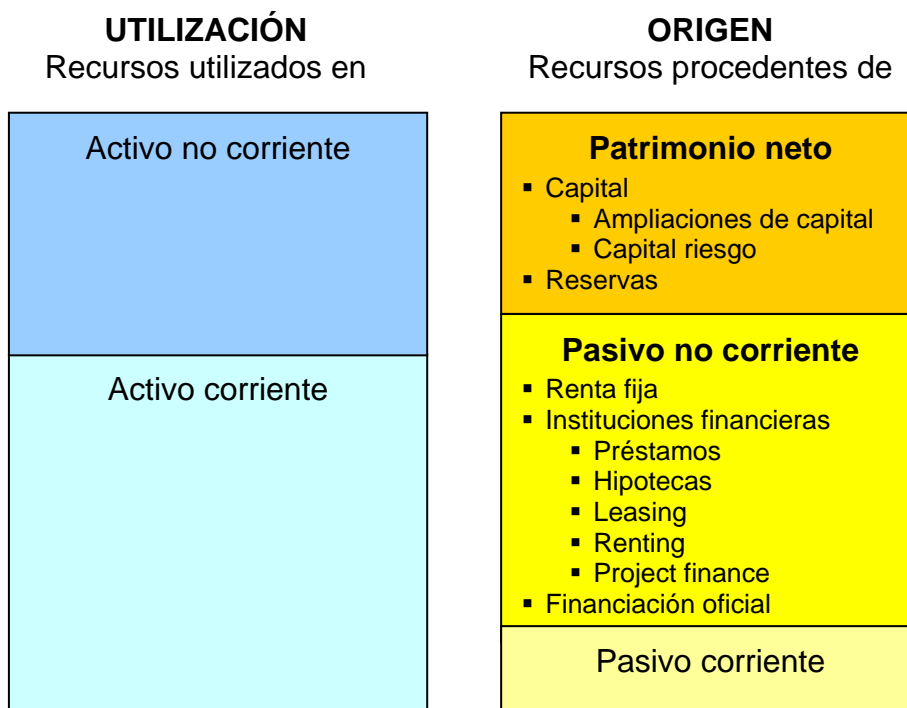 UTILIZACIÓN
Recursos utilizados en
Activo no corriente
Activo corriente
ORIGEN
Recursos procedentes de
Patrimonio neto
▪ Capital
▪ Ampliaciones de capital
▪ Capital riesgo
▪ Reservas
Pasivo no corriente
▪ Renta fija
▪ Instituciones financieras
▪ Préstamos
▪ Hipotecas
▪ Leasing
▪ Renting
▪ Project finance
▪ Financiación oficial
Pasivo corriente